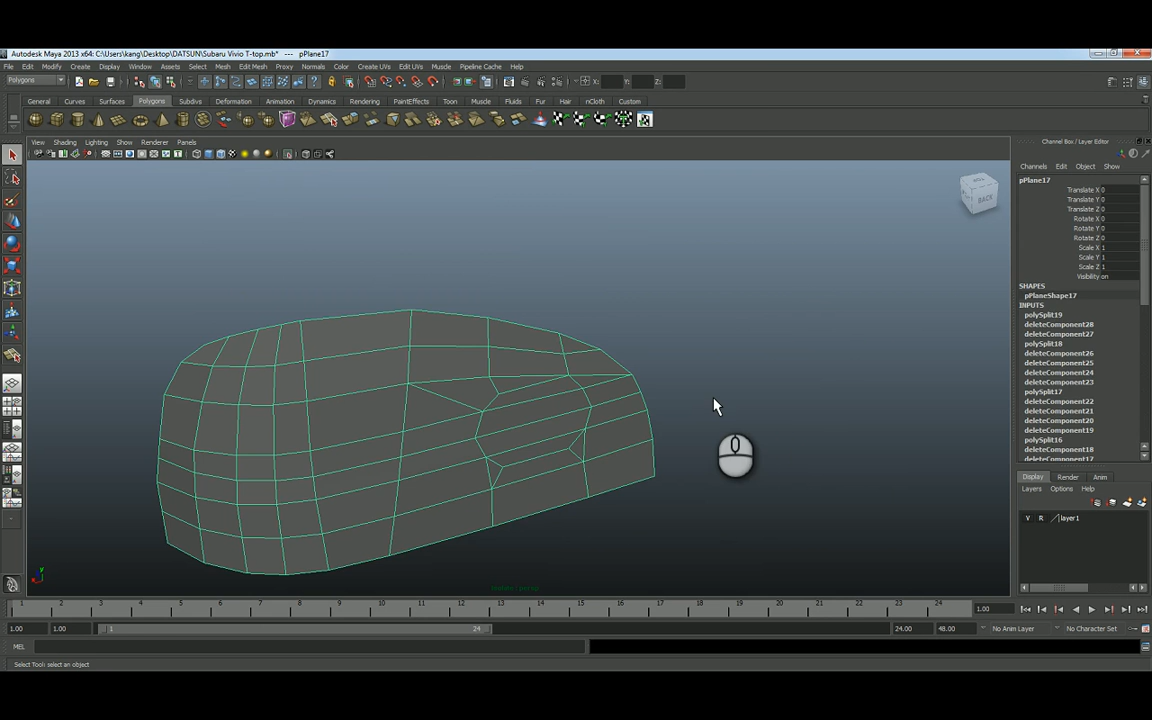 Autodesk Maya 2013 x64: C:\Users\kang\Desktop\DATSUN\Subaru Vivio T-top.mb* --- pPlane17
File Edit Modify Create Display Window Assets Select Mesh Edit Mesh Proxy Normals Color Create UVs Edit UVs Muscle Pipeline Cache Help
Polygons X: Y: Z:
General Curves Surfaces Polygons Subdivs Deformation Animation Dynamics Rendering PaintEffects Toon Muscle Fluids Fur Hair nCloth Custom
View Shading Lighting Show Renderer Panels
Channel Box / Layer Editor
Channels Edit Object Show
pPlane17
Translate X 0
Translate Y 0
Translate Z 0
Rotate X 0
Rotate Y 0
Rotate Z 0
Scale X 1
Scale Y 1
Scale Z 1
Visibility on
SHAPES
pPlaneShape17
INPUTS
polySplit19
deleteComponent28
deleteComponent27
polySplit18
deleteComponent26
deleteComponent25
deleteComponent24
deleteComponent23
polySplit17
deleteComponent22
deleteComponent21
deleteComponent20
deleteComponent19
polySplit16
deleteComponent18
deleteComponent17
BACK
Display Render Anim
Layers Options Help
V R layer1
y
1 2 3 4 5 6 7 8 9 10 11 12 13 14 15 16 17 18 19 20 21 22 23 24 1.00
1.00 1.00 1 24 24.00 48.00 No Anim Layer No Character Set
MEL
Select Tool: select an object